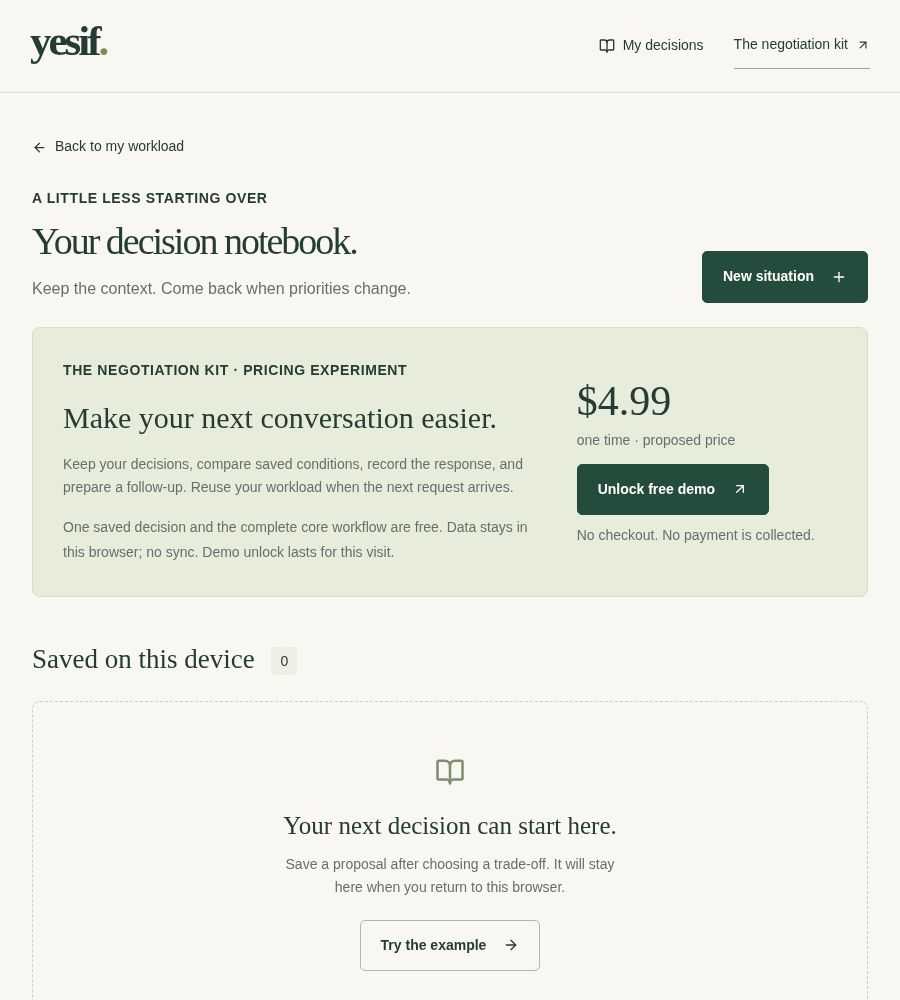 yesif.
My decisions
The negotiation kit
Back to my workload
A LITTLE LESS STARTING OVER
Your decision notebook.
Keep the context. Come back when priorities change.
New situation
THE NEGOTIATION KIT · PRICING EXPERIMENT
Make your next conversation easier.
Keep your decisions, compare saved conditions, record the response, and
prepare a follow-up. Reuse your workload when the next request arrives.
One saved decision and the complete core workflow are free. Data stays in
this browser; no sync. Demo unlock lasts for this visit.
$4.99
one time · proposed price
Unlock free demo
No checkout. No payment is collected.
Saved on this device
0
Your next decision can start here.
Save a proposal after choosing a trade-off. It will stay
here when you return to this browser.
Try the example